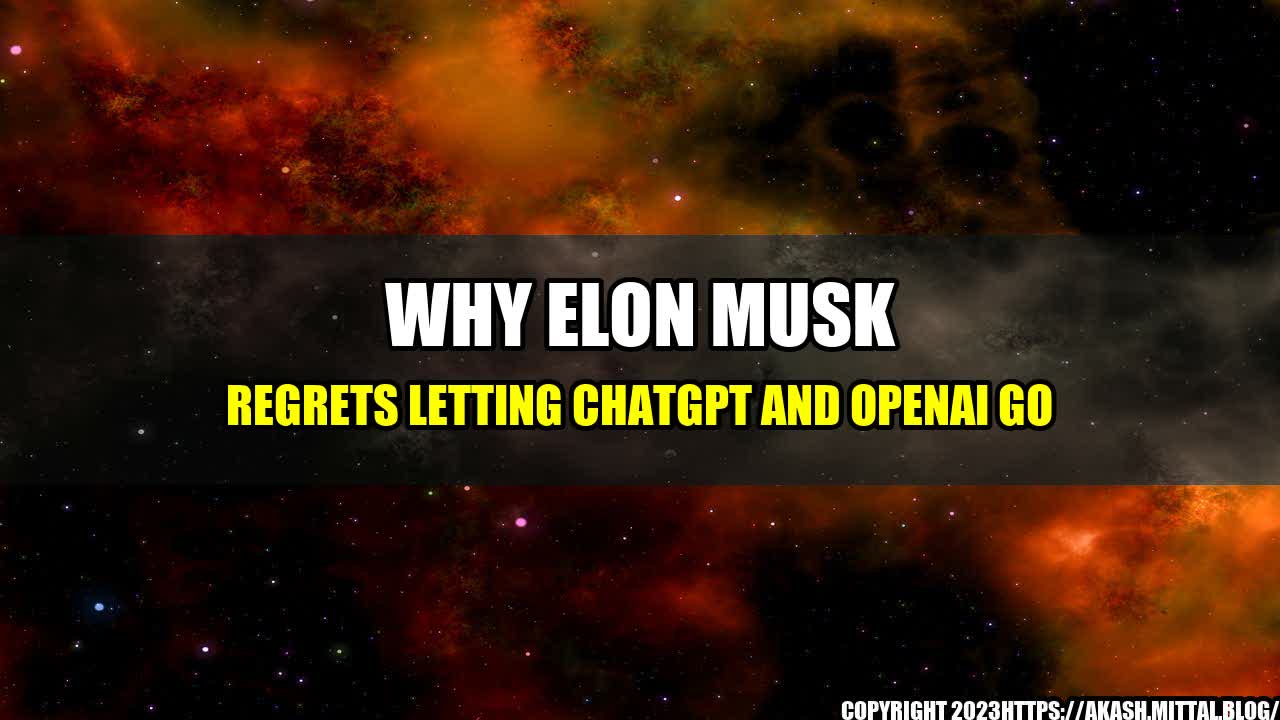 WHY ELON MUSK
REGRETS LETTING CHATGPT AND OPENAI GO
COPYRIGHT 2023HTTPS://AKASH.MITTAL.BLOG/